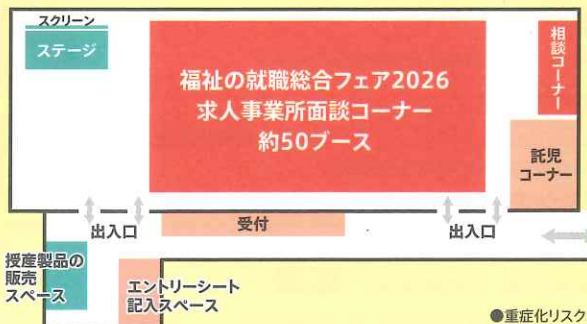 スクリーン
ステージ
福祉の就職総合フェア2026
求人事業所面談コーナー
約50ブース
相談コーナー
託児
コーナー
出入口
受付
出入口
授産製品の
販売
スペース
エントリーシート
記入スペース
●重症化リスク